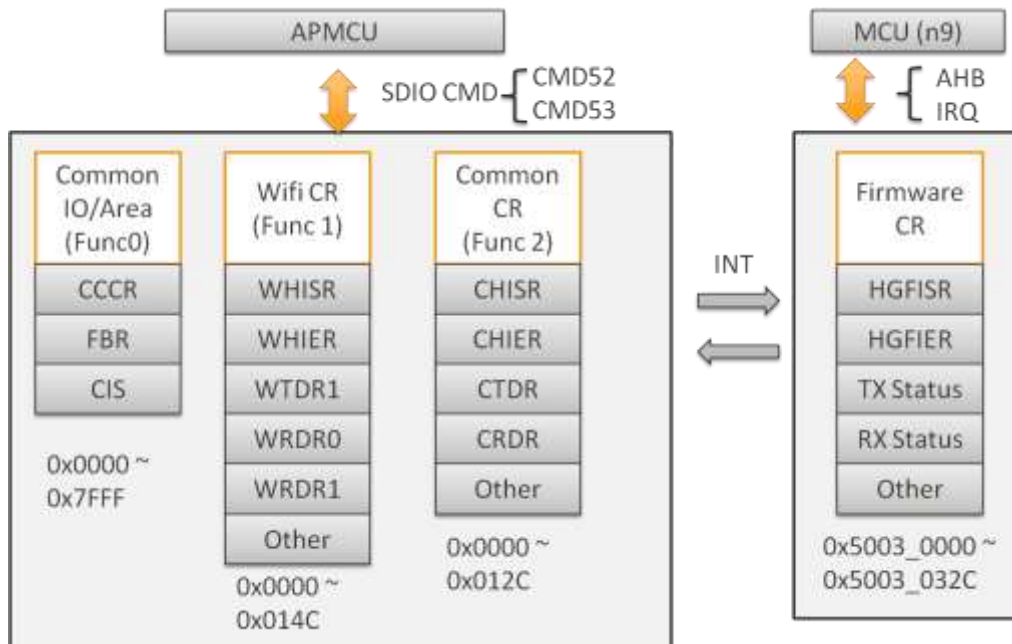 APMCU
MCU (n9)
SDIO CMD
CMD52
CMD53
AHB
IRQ
Common
IO/Area
(Func0)
CCCR
FBR
CIS
0x0000 ~
0x7FFF
Wifi CR
(Func 1)
WHISR
WHIER
WTDR1
WRDR0
WRDR1
Other
0x0000 ~
0x014C
Common
CR
(Func 2)
CHISR
CHIER
CTDR
CRDR
Other
0x0000 ~
0x012C
INT
Firmware
CR
HGFISR
HGFIER
TX Status
RX Status
Other
0x5003_0000 ~
0x5003_032C